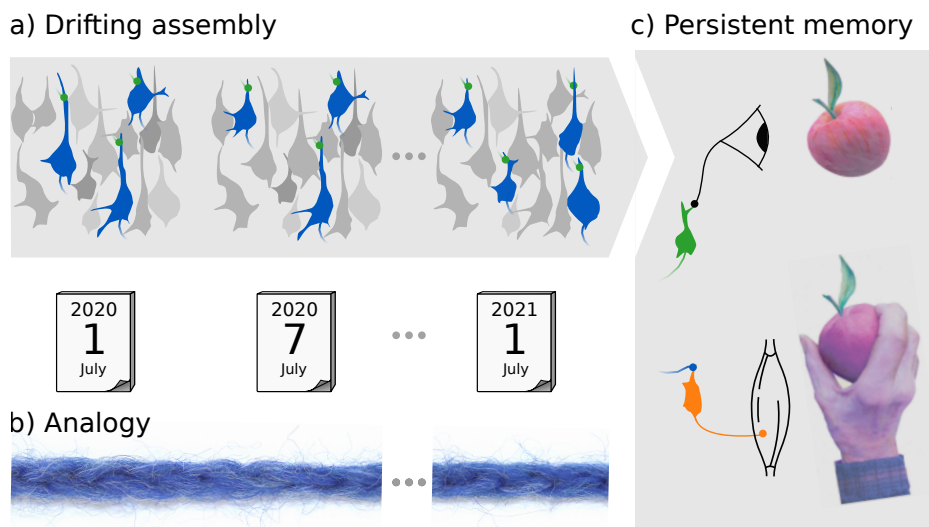 a) Drifting assembly
c) Persistent memory
2020
1
July
2020
7
July
2021
1
July
b) Analogy